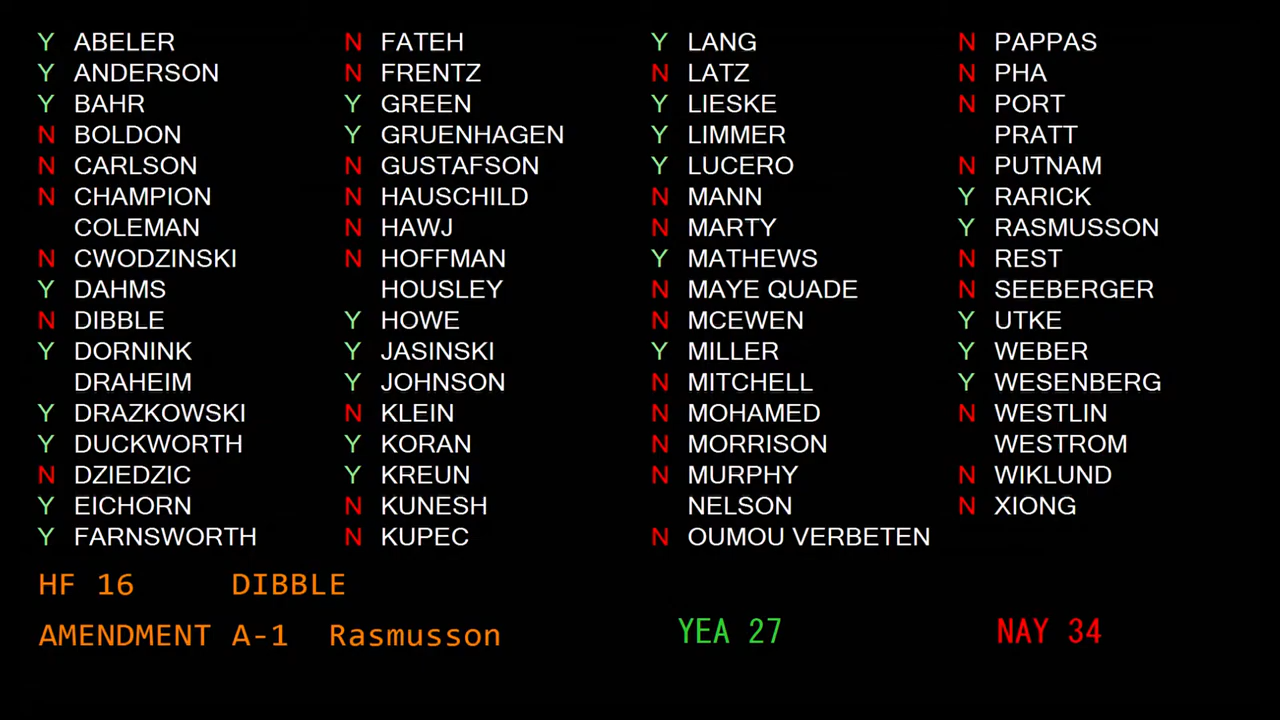 Y ABELER N FATEH Y LANG N PAPPAS
Y ANDERSON N FRENTZ N LATZ N PHA
Y BAHR Y GREEN Y LIESKE N PORT
N BOLDON Y GRUENHAGEN Y LIMMER PRATT
N CARLSON N GUSTAFSON Y LUCERO N PUTNAM
N CHAMPION N HAUSCHILD N MANN Y RARICK
COLEMAN N HAWJ N MARTY Y RASMUSSON
N CWODZINSKI N HOFFMAN Y MATHEWS N REST
Y DAHMS HOUSLEY N MAYE QUADE N SEEBERGER
N DIBBLE Y HOWE N MCEWEN Y UTKE
Y DORNINK Y JASINSKI Y MILLER Y WEBER
DRAHEIM Y JOHNSON N MITCHELL Y WESENBERG
Y DRAZKOWSKI N KLEIN N MOHAMED N WESTLIN
Y DUCKWORTH Y KORAN N MORRISON WESTROM
N DZIEDZIC Y KREUN N MURPHY N WIKLUND
Y EICHORN N KUNESH NELSON N XIONG
Y FARNSWORTH N KUPEC N OUMOU VERBETEN
HF 16 DIBBLE
AMENDMENT A-1 Rasmusson YEA 27 NAY 34